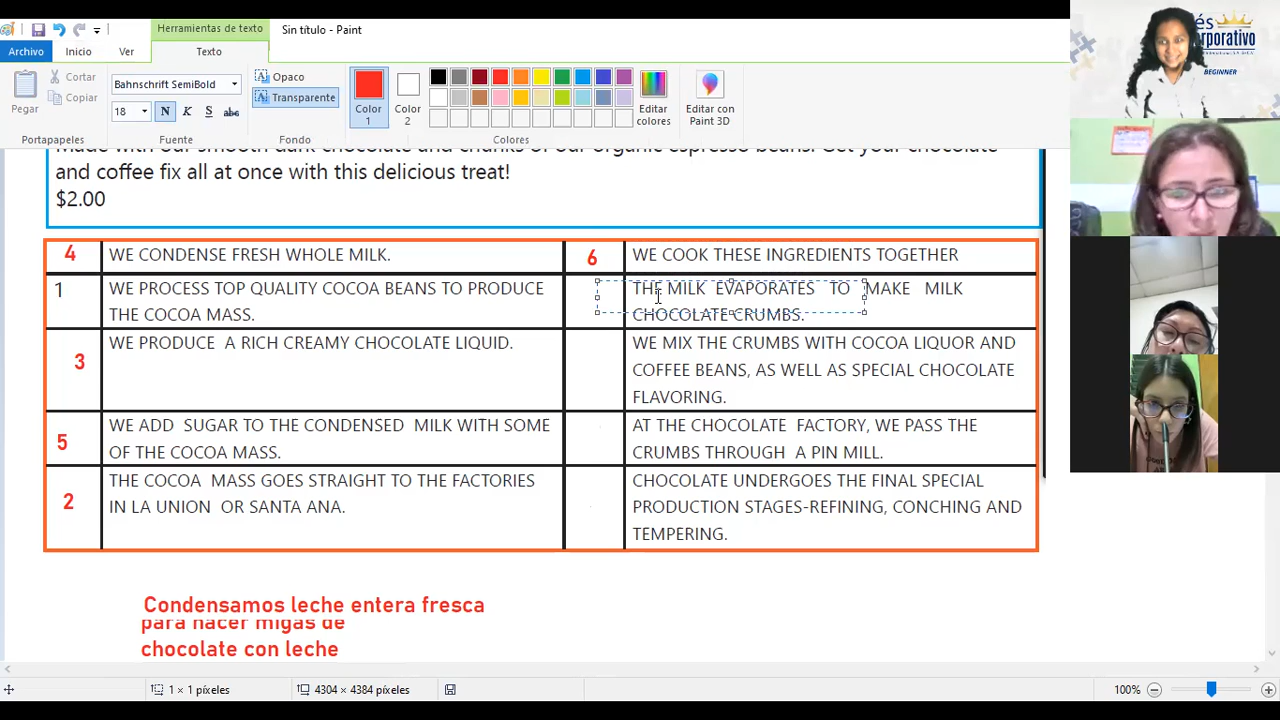 Herramientas de texto
Sin título - Paint
Archivo
Inicio
Ver
Texto
Pegar
Cortar
Copiar
Portapapeles
Bahnschrift SemiBold
18
N
K
S
abc
Fuente
Opaco
Transparente
Fondo
Color
1
Color
2
Colores
Editar
colores
Editar con
Paint 3D
and coffee fix all at once with this delicious treat!
$2.00
4 WE CONDENSE FRESH WHOLE MILK.
1 WE PROCESS TOP QUALITY COCOA BEANS TO PRODUCE
THE COCOA MASS.
3 WE PRODUCE A RICH CREAMY CHOCOLATE LIQUID.
5 WE ADD SUGAR TO THE CONDENSED MILK WITH SOME
OF THE COCOA MASS.
2 THE COCOA MASS GOES STRAIGHT TO THE FACTORIES
IN LA UNION OR SANTA ANA.
6 WE COOK THESE INGREDIENTS TOGETHER
THE MILK EVAPORATES TO MAKE MILK
CHOCOLATE CRUMBS.
WE MIX THE CRUMBS WITH COCOA LIQUOR AND
COFFEE BEANS, AS WELL AS SPECIAL CHOCOLATE
FLAVORING.
AT THE CHOCOLATE FACTORY, WE PASS THE
CRUMBS THROUGH A PIN MILL.
CHOCOLATE UNDERGOES THE FINAL SPECIAL
PRODUCTION STAGES-REFINING, CONCHING AND
TEMPERING.
Condensamos leche entera fresca
para hacer migas de
chocolate con leche
1 × 1 píxeles
4304 × 4384 píxeles
100%
és
rporativo
BEGINNER